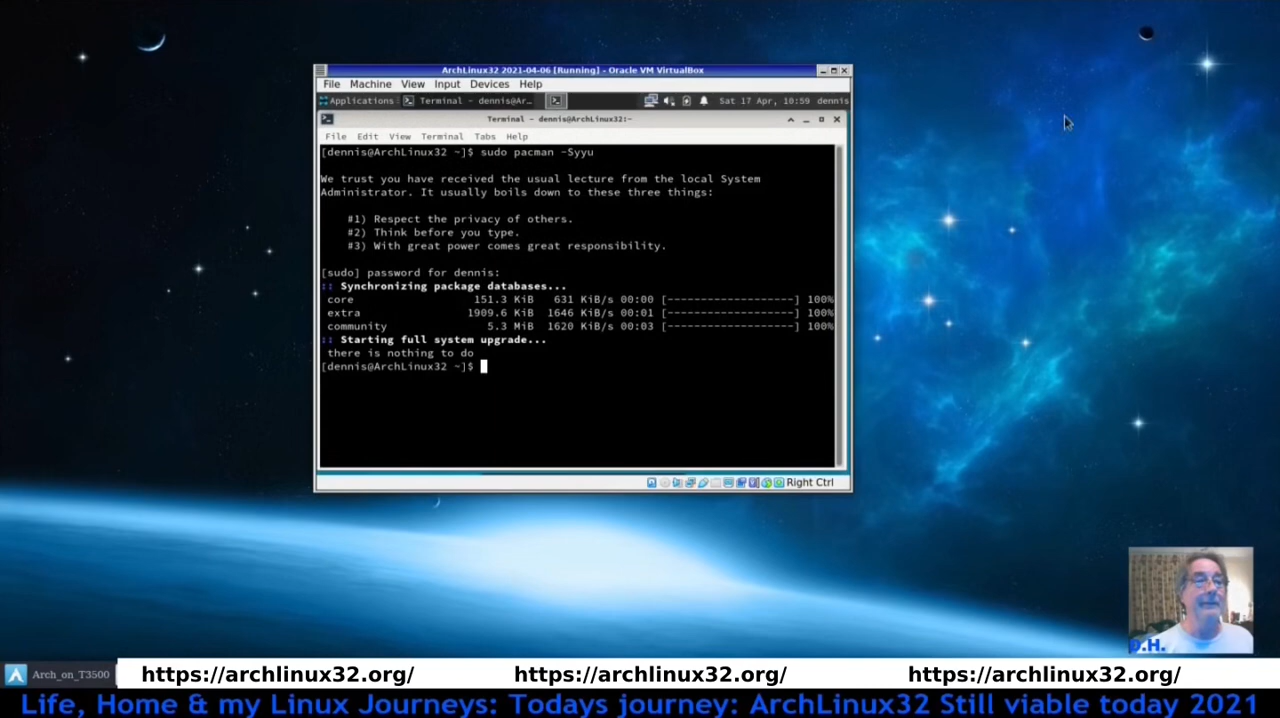 ArchLinux32 2021-04-06 [Running] - Oracle VM VirtualBox
File Machine View Input Devices Help
Applications Terminal - dennis@Ar... Sat 17 Apr, 10:59 dennis
Terminal - dennis@ArchLinux32:~
File Edit View Terminal Tabs Help
[dennis@ArchLinux32 ~]$ sudo pacman -Syyu
We trust you have received the usual lecture from the local System
Administrator. It usually boils down to these three things:
#1) Respect the privacy of others.
#2) Think before you type.
#3) With great power comes great responsibility.
[sudo] password for dennis:
:: Synchronizing package databases...
core 151.3 KiB 631 KiB/s 00:00 [-------------------] 100%
extra 1909.6 KiB 1646 KiB/s 00:01 [-------------------] 100%
community 5.3 MiB 1620 KiB/s 00:03 [-------------------] 100%
:: Starting full system upgrade...
there is nothing to do
[dennis@ArchLinux32 ~]$
Right Ctrl
D.H.
Arch_on_T3500 https://archlinux32.org/ https://archlinux32.org/ https://archlinux32.org/
Life, Home & my Linux Journeys: Todays journey: ArchLinux32 Still viable today 2021